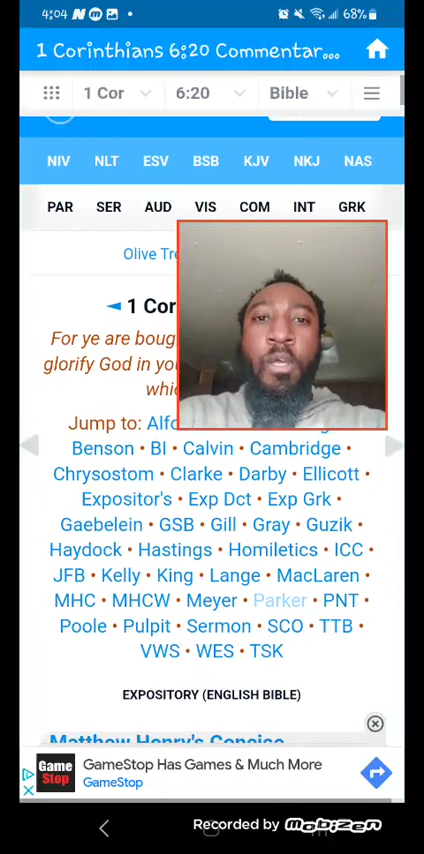 4:04 68%
1 Corinthians 6:20 Commentar...
1 Cor 6:20 Bible
NIV NLT ESV BSB KJV NKJ NAS
PAR SER AUD VIS COM INT GRK
Olive Tre
1 Cor
For ye are boug
glorify God in you
whic
Jump to: Alfo
Benson • BI • Calvin • Cambridge •
Chrysostom • Clarke • Darby • Ellicott •
Expositor's • Exp Dct • Exp Grk •
Gaebelein • GSB • Gill • Gray • Guzik •
Haydock • Hastings • Homiletics • ICC •
JFB • Kelly • King • Lange • MacLaren •
MHC • MHCW • Meyer • Parker • PNT •
Poole • Pulpit • Sermon • SCO • TTB •
VWS • WES • TSK
EXPOSITORY (ENGLISH BIBLE)
Matthew Henry's Concise
Game
Stop
GameStop Has Games & Much More
GameStop
Recorded by mobizen